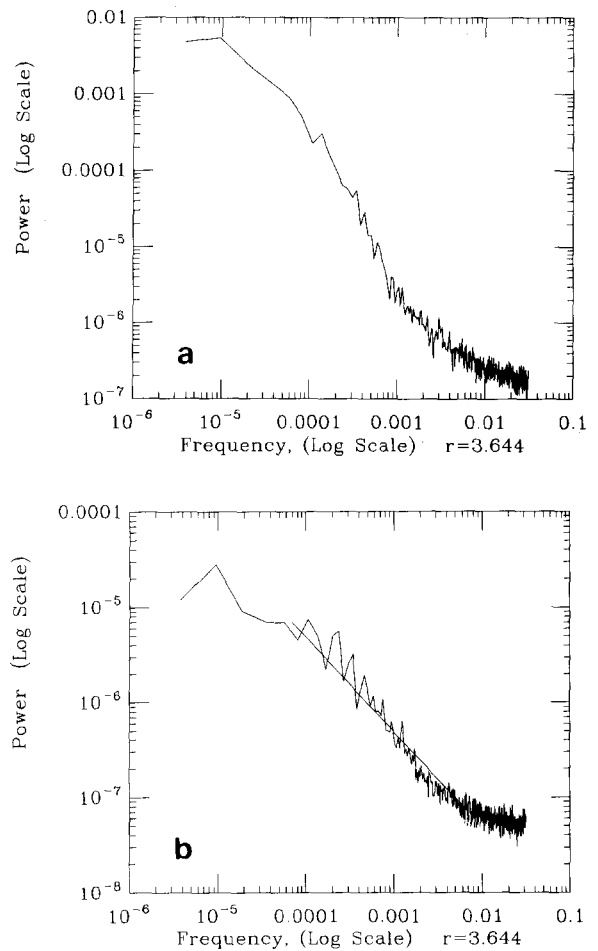 0.01
0.001
0.0001
10⁻⁵
10⁻⁶
10⁻⁷
Power (Log Scale)
a
10⁻⁶ 10⁻⁵ 0.0001 0.001 0.01 0.1
Frequency, (Log Scale) r=3.644
0.0001
10⁻⁵
10⁻⁶
10⁻⁷
10⁻⁸
Power (Log Scale)
b
10⁻⁶ 10⁻⁵ 0.0001 0.001 0.01 0.1
Frequency, (Log Scale) r=3.644